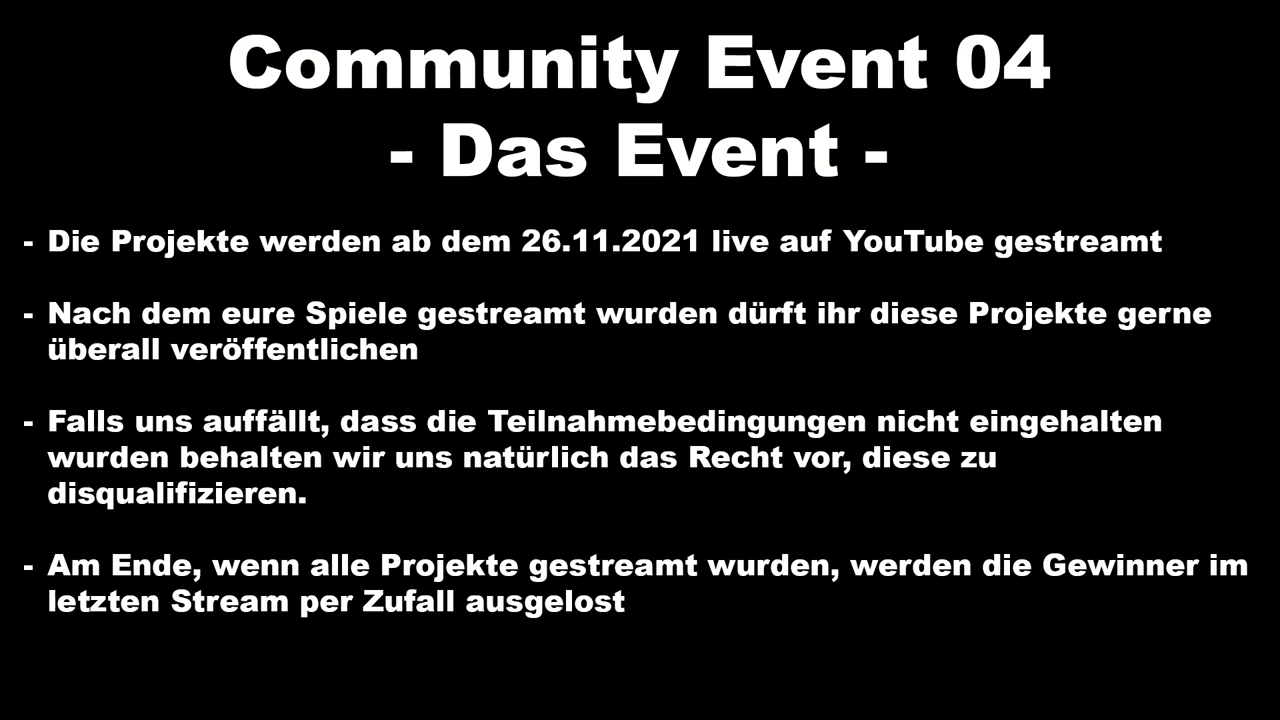 Community Event 04
- Das Event -
- Die Projekte werden ab dem 26.11.2021 live auf YouTube gestreamt
- Nach dem eure Spiele gestreamt wurden dürft ihr diese Projekte gerne
überall veröffentlichen
- Falls uns auffällt, dass die Teilnahmebedingungen nicht eingehalten
wurden behalten wir uns natürlich das Recht vor, diese zu
disqualifizieren.
- Am Ende, wenn alle Projekte gestreamt wurden, werden die Gewinner im
letzten Stream per Zufall ausgelost